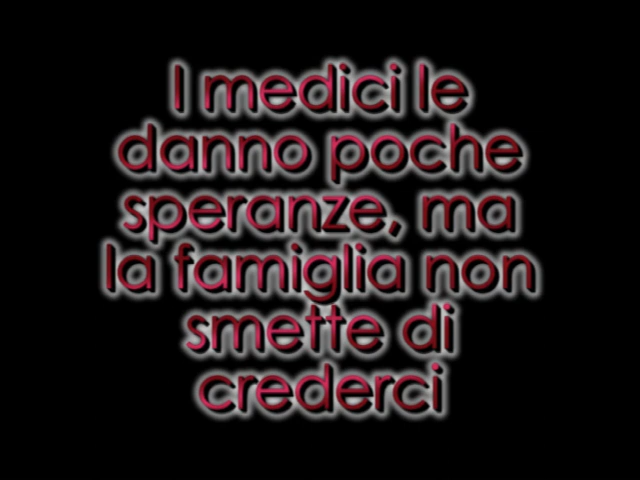 I medici le
danno poche
speranze, ma
la famiglia non
smette di
crederci